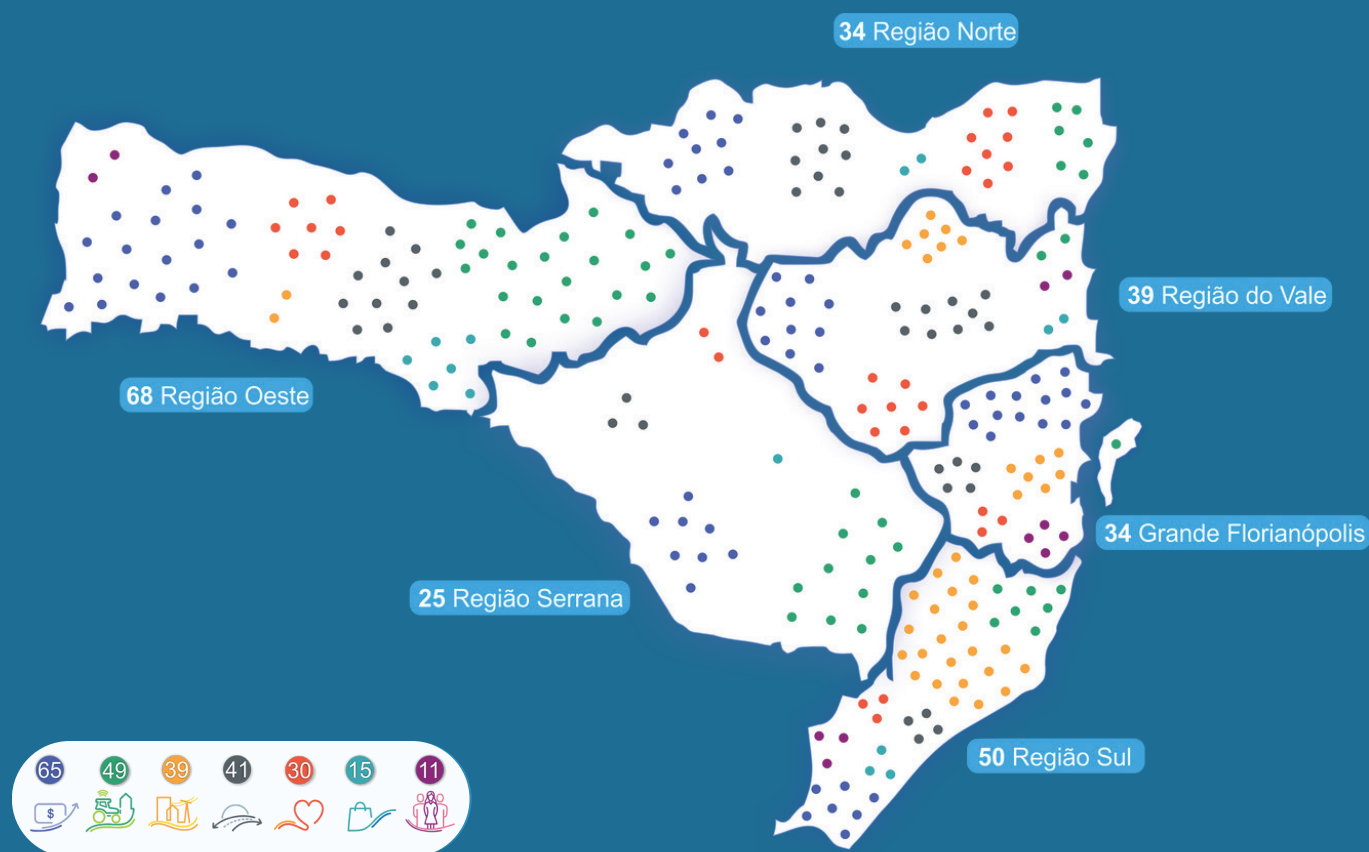 34 Região Norte
39 Região do Vale
68 Região Oeste
34 Grande Florianópolis
25 Região Serrana
50 Região Sul
65 49 39 41 30 15 11
$